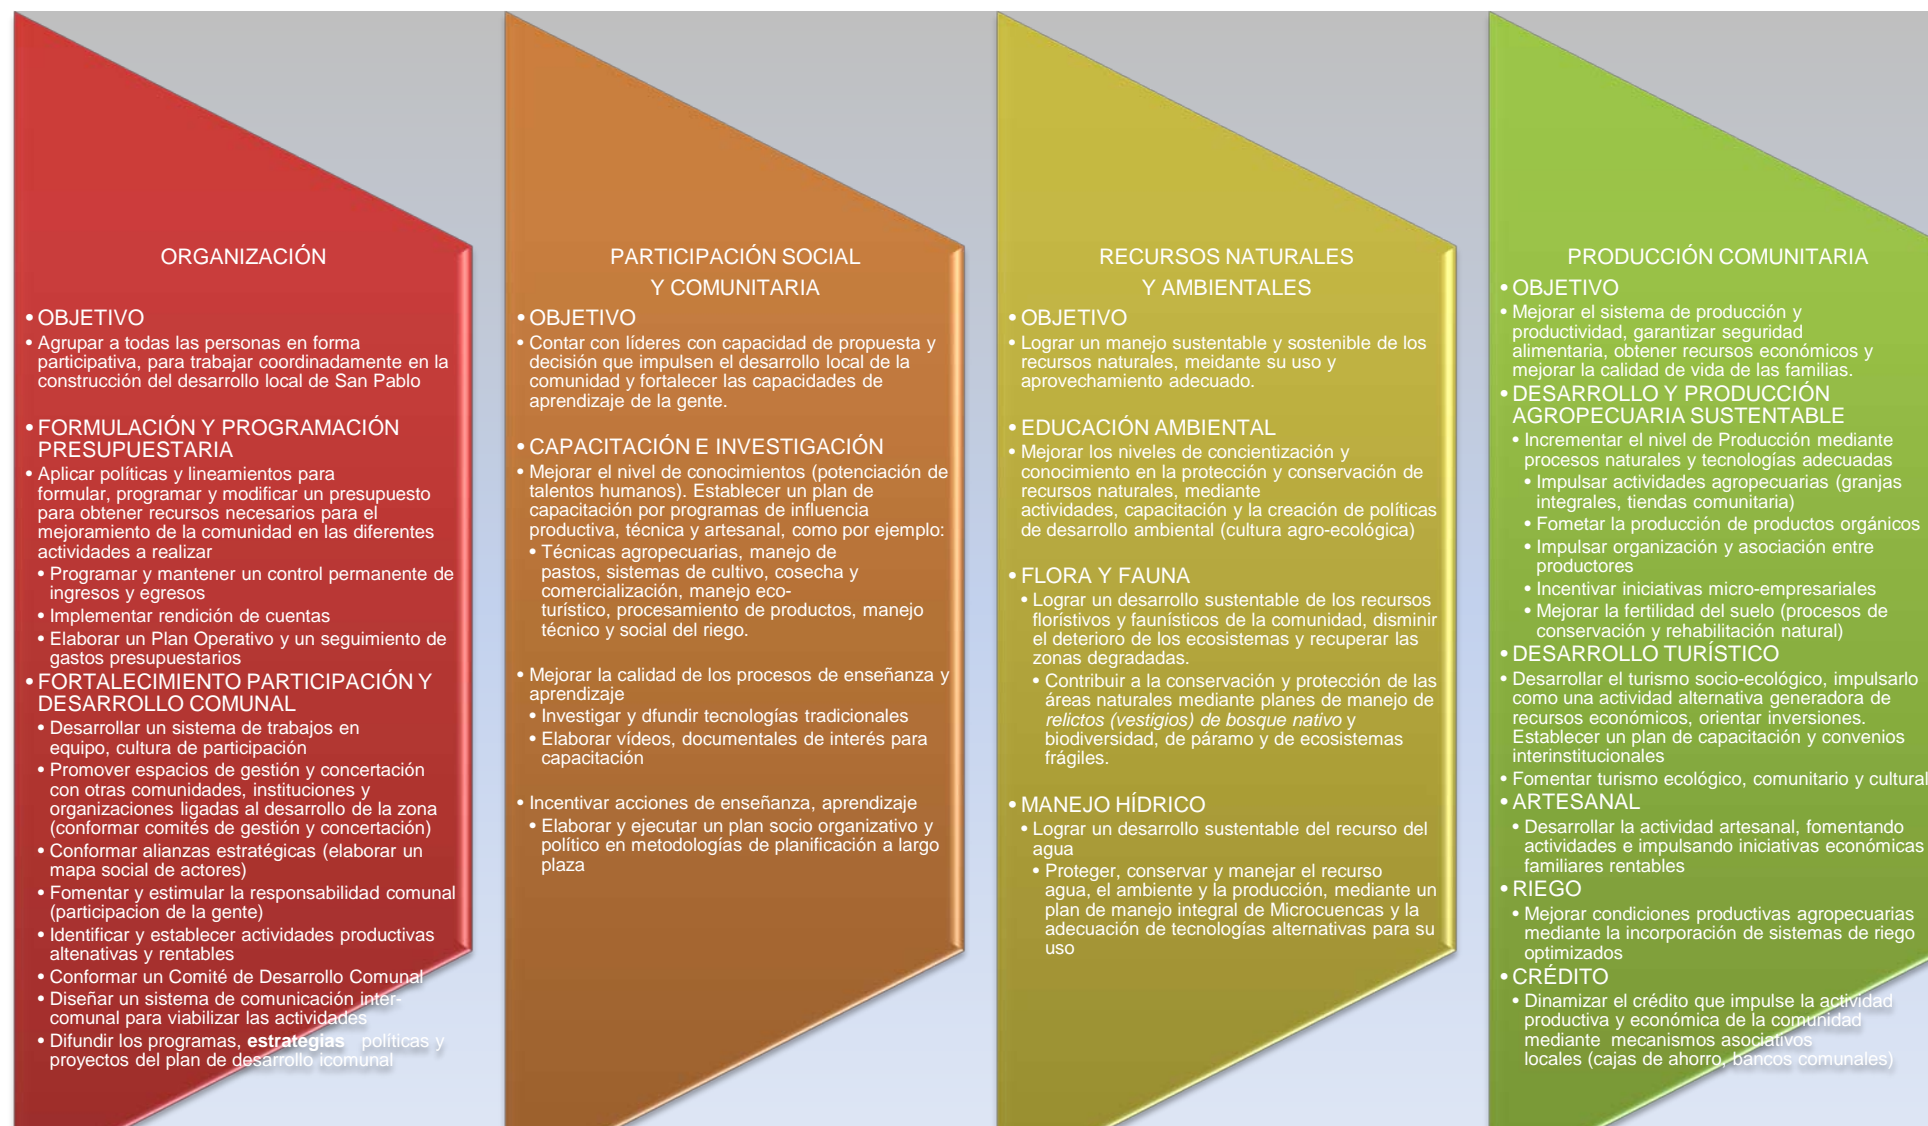 ORGANIZACIÓN
• OBJETIVO
• Agrupar a todas las personas en forma
participativa, para trabajar coordinadamente en la
construcción del desarrollo local de San Pablo
• FORMULACIÓN Y PROGRAMACIÓN
PRESUPUESTARIA
• Aplicar políticas y lineamientos para
formular, programar y modificar un presupuesto
para obtener recursos necesarios para el
mejoramiento de la comunidad en las diferentes
actividades a realizar
• Programar y mantener un control permanente de
ingresos y egresos
• Implementar rendición de cuentas
• Elaborar un Plan Operativo y un seguimiento de
gastos presupuestarios
• FORTALECIMIENTO PARTICIPACIÓN Y
DESARROLLO COMUNAL
• Desarrollar un sistema de trabajos en
equipo, cultura de participación
• Promover espacios de gestión y concertación
con otras comunidades, instituciones y
organizaciones ligadas al desarrollo de la zona
(conformar comités de gestión y concertación)
• Conformar alianzas estratégicas (elaborar un
mapa social de actores)
• Fomentar y estimular la responsabilidad comunal
(participacion de la gente)
• Identificar y establecer actividades productivas
altenativas y rentables
• Conformar un Comité de Desarrollo Comunal
• Diseñar un sistema de comunicación inter-
comunal para viabilizar las actividades
• Difundir los programas, estrategias políticas y
proyectos del plan de desarrollo icomunal
PARTICIPACIÓN SOCIAL
Y COMUNITARIA
• OBJETIVO
• Contar con líderes con capacidad de propuesta y
decisión que impulsen el desarrollo local de la
comunidad y fortalecer las capacidades de
aprendizaje de la gente.
• CAPACITACIÓN E INVESTIGACIÓN
• Mejorar el nivel de conocimientos (potenciación de
talentos humanos). Establecer un plan de
capacitación por programas de influencia
productiva, técnica y artesanal, como por ejemplo:
• Técnicas agropecuarias, manejo de
pastos, sistemas de cultivo, cosecha y
comercialización, manejo eco-
turístico, procesamiento de productos, manejo
técnico y social del riego.
• Mejorar la calidad de los procesos de enseñanza y
aprendizaje
• Investigar y dfundir tecnologías tradicionales
• Elaborar vídeos, documentales de interés para
capacitación
• Incentivar acciones de enseñanza, aprendizaje
• Elaborar y ejecutar un plan socio organizativo y
político en metodologías de planificación a largo
plaza
RECURSOS NATURALES
Y AMBIENTALES
• OBJETIVO
• Lograr un manejo sustentable y sostenible de los
recursos naturales, meidante su uso y
aprovechamiento adecuado.
• EDUCACIÓN AMBIENTAL
• Mejorar los niveles de concientización y
conocimiento en la protección y conservación de
recursos naturales, mediante
actividades, capacitación y la creación de políticas
de desarrollo ambiental (cultura agro-ecológica)
• FLORA Y FAUNA
• Lograr un desarrollo sustentable de los recursos
florístivos y faunísticos de la comunidad, disminir
el deterioro de los ecosistemas y recuperar las
zonas degradadas.
• Contribuir a la conservación y protección de las
áreas naturales mediante planes de manejo de
relictos (vestigios) de bosque nativo y
biodiversidad, de páramo y de ecosistemas
frágiles.
• MANEJO HÍDRICO
• Lograr un desarrollo sustentable del recurso del
agua
• Proteger, conservar y manejar el recurso
agua, el ambiente y la producción, mediante un
plan de manejo integral de Microcuencas y la
adecuación de tecnologías alternativas para su
uso
PRODUCCIÓN COMUNITARIA
• OBJETIVO
• Mejorar el sistema de producción y
productividad, garantizar seguridad
alimentaria, obtener recursos económicos y
mejorar la calidad de vida de las familias.
• DESARROLLO Y PRODUCCIÓN
AGROPECUARIA SUSTENTABLE
• Incrementar el nivel de Producción mediante
procesos naturales y tecnologías adecuadas
• Impulsar actividades agropecuarias (granjas
integrales, tiendas comunitaria)
• Fometar la producción de productos orgánicos
• Impulsar organización y asociación entre
productores
• Incentivar iniciativas micro-empresariales
• Mejorar la fertilidad del suelo (procesos de
conservación y rehabilitación natural)
• DESARROLLO TURÍSTICO
• Desarrollar el turismo socio-ecológico, impulsarlo
como una actividad alternativa generadora de
recursos económicos, orientar inversiones.
Establecer un plan de capacitación y convenios
interinstitucionales
• Fomentar turismo ecológico, comunitario y cultural
• ARTESANAL
• Desarrollar la actividad artesanal, fomentando
actividades e impulsando iniciativas económicas
familiares rentables
• RIEGO
• Mejorar condiciones productivas agropecuarias
mediante la incorporación de sistemas de riego
optimizados
• CRÉDITO
• Dinamizar el crédito que impulse la actividad
productiva y económica de la comunidad
mediante mecanismos asociativos
locales (cajas de ahorro, bancos comunales)